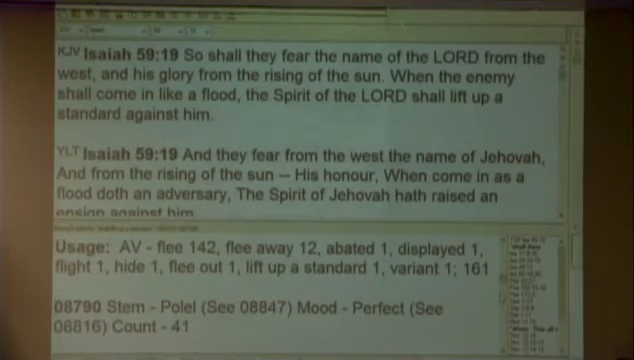 KJV Isaiah 59:19 So shall they fear the name of the LORD from the
west, and his glory from the rising of the sun. When the enemy
shall come in like a flood, the Spirit of the LORD shall lift up a
standard against him.
YLT Isaiah 59:19 And they fear from the west the name of Jehovah,
And from the rising of the sun -- His honour, When come in as a
flood doth an adversary, The Spirit of Jehovah hath raised an
ensign against him.
Usage: AV - flee 142, flee away 12, abated 1, displayed 1,
flight 1, hide 1, flee out 1, lift up a standard 1, variant 1; 161
08790 Stem - Polel (See 08847) Mood - Perfect (See
08816) Count - 41